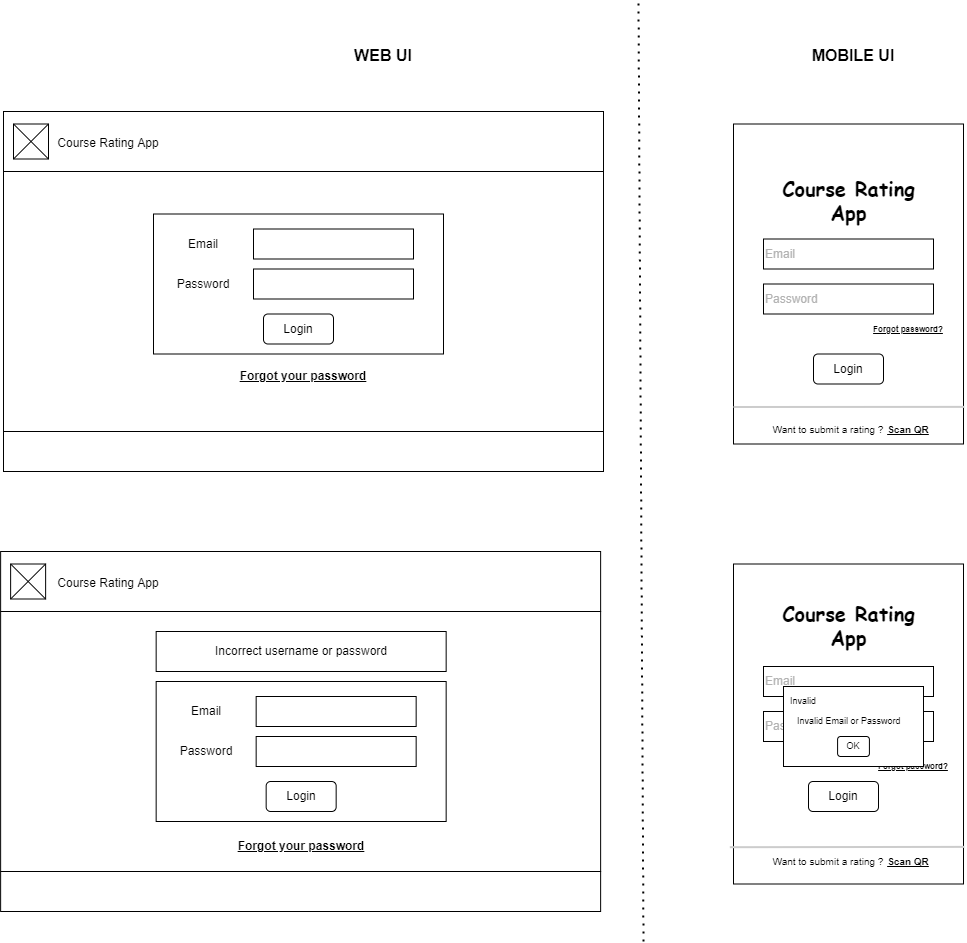 WEB UI
MOBILE UI
Course Rating App
Email
Password
Login
Forgot your password
Course Rating
App
Email
Password
Forgot password?
Login
Want to submit a rating ? Scan QR
Course Rating App
Incorrect username or password
Email
Password
Login
Forgot your password
Course Rating
App
Email
Invalid
Invalid Email or Password
Pas
OK
Forgot password?
Login
Want to submit a rating ? Scan QR